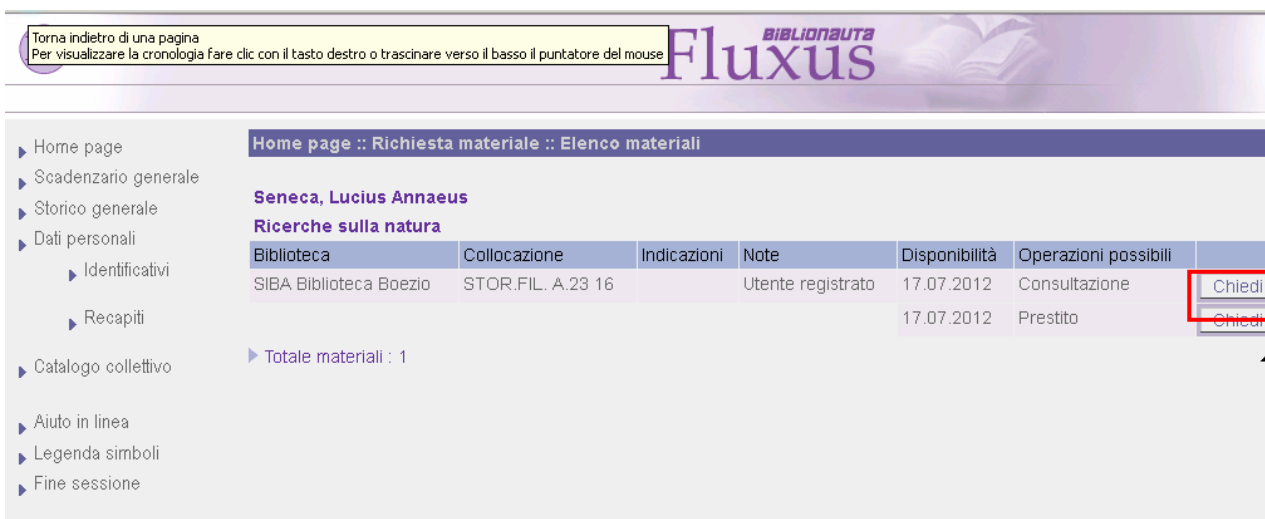 Torna indietro di una pagina
Per visualizzare la cronologia fare clic con il tasto destro o trascinare verso il basso il puntatore del mouse
BIBLIONAUTA
Fluxus
Home page
Scadenzario generale
Storico generale
Dati personali
Identificativi
Recapiti
Catalogo collettivo
Aiuto in linea
Legenda simboli
Fine sessione
Home page :: Richiesta materiale :: Elenco materiali
Seneca, Lucius Annaeus
Ricerche sulla natura
Biblioteca Collocazione Indicazioni Note Disponibilità Operazioni possibili
SIBA Biblioteca Boezio STOR.FIL. A.23 16 Utente registrato 17.07.2012 Consultazione Chiedi
17.07.2012 Prestito Chiedi
Totale materiali : 1